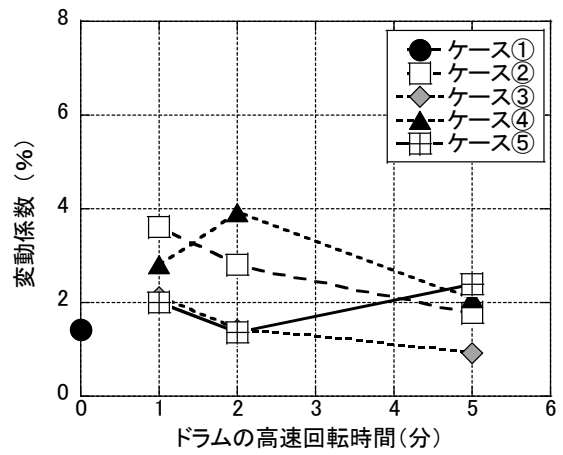 8
6
4
2
0
変動係数（%）
ケース①
ケース②
ケース③
ケース④
ケース⑤
0 1 2 3 4 5 6
ドラムの高速回転時間(分)